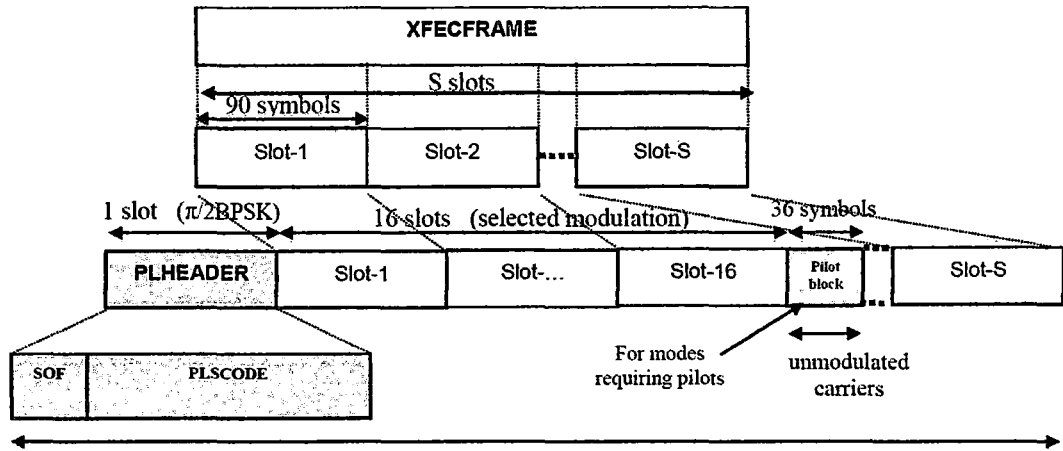 XFECFRAME
S slots
90 symbols
Slot-1
Slot-2
Slot-S
1 slot (π/2BPSK)
16 slots (selected modulation)
36 symbols
PLHEADER
Slot-1
Slot-...
Slot-16
Pilot
block
Slot-S
For modes
requiring pilots
unmodulated
carriers
SOF
PLSCODE